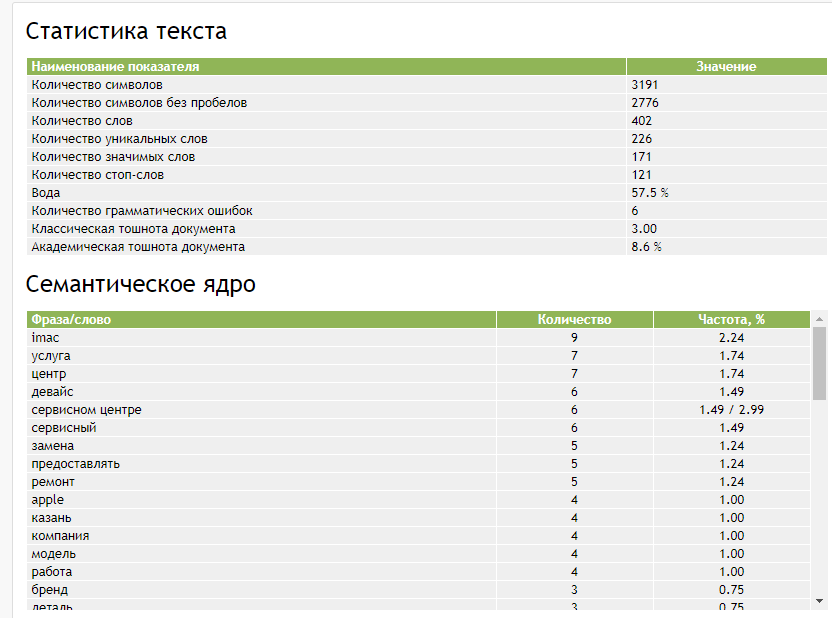 Статистика текста
Наименование показателя Значение
Количество символов 3191
Количество символов без пробелов 2776
Количество слов 402
Количество уникальных слов 226
Количество значимых слов 171
Количество стоп-слов 121
Вода 57.5 %
Количество грамматических ошибок 6
Классическая тошнота документа 3.00
Академическая тошнота документа 8.6 %
Семантическое ядро
Фраза/слово Количество Частота, %
imac 9 2.24
услуга 7 1.74
центр 7 1.74
девайс 6 1.49
сервисном центре 6 1.49 / 2.99
сервисный 6 1.49
замена 5 1.24
предоставлять 5 1.24
ремонт 5 1.24
apple 4 1.00
казань 4 1.00
компания 4 1.00
модель 4 1.00
работа 4 1.00
бренд 3 0.75
деталь 3 0.75